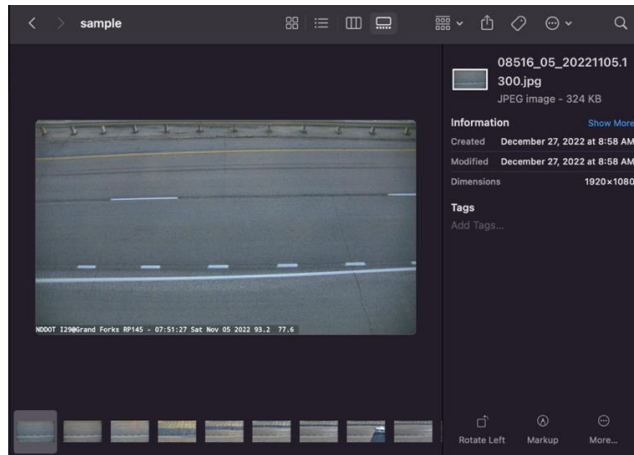 sample
08516_05_20221105.1
300.jpg
JPEG image - 324 KB
Information
Show More
Created
December 27, 2022 at 8:58 AM
Modified
December 27, 2022 at 8:58 AM
Dimensions
1920×1080
Tags
Add Tags...
NDDOT I29@Grand Forks RP145 - 07:51:27 Sat Nov 05 2022 93.2 77.6
Rotate Left
Markup
More...